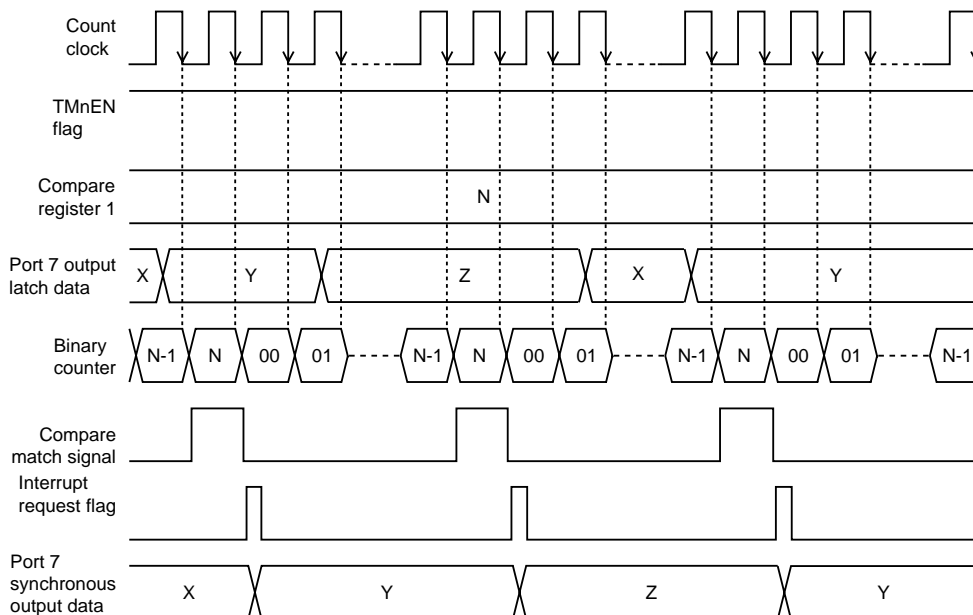 Count
clock
TMnEN
flag
Compare
register 1
N
Port 7 output
latch data
X Y Z X Y
Binary
counter
N-1 N 00 01 N-1 N 00 01 N-1 N 00 01 N-1
Compare
match signal
Interrupt
request flag
Port 7
synchronous
output data
X Y Z Y